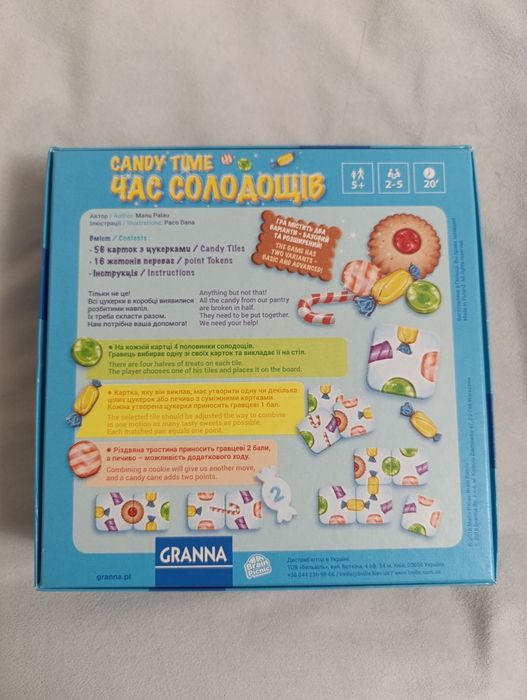 CANDY TIME
ЧАС СОЛОДОЩІВ
5+
2-5
20'
Автор / Author: Manu Palau
Ілюстрації / Illustrations: Paco Dana
Вміст / Contents:
- 56 карток з цукерками / Candy Tiles
- 16 жетонів переваг / point Tokens
- Інструкція / Instructions
ГРА МІСТИТЬ ДВА
ВАРІАНТИ - БАЗОВИЙ
ТА РОЗШИРЕНИЙ!
THE GAME HAS
TWO VARIANTS -
BASIC AND ADVANCED!
Тільки не це!
Всі цукерки в коробці виявилися
розбитими навпіл.
Їх треба скласти разом.
Нам потрібна ваша допомога!
Anything but not that!
All the candy from our pantry
are broken in half.
They need to be put together.
We need your help!
На кожній картці 4 половинки солодощів.
Гравець вибирає одну зі своїх карток та викладає її на стіл.
There are four halves of treats on each tile.
The player chooses one of his tiles and places it on the board.
Картка, яку він виклав, має утворити одну чи декілька
цілих цукерок або печиво з суміжними картками.
Кожна утворена цукерка приносить гравцеві 1 бал.
The selected tile should be adjusted the way to combine
in one motion as many tasty sweets as possible.
Each matched pair equals one point.
Різдвяна тростина приносить гравцеві 2 бали,
а печиво – можливість додаткового ходу.
Combining a cookie will give us another move,
and a candy cane adds two points.
2
GRANNA
granna.pl
Brain
Picnic
Дистриб'ютор в Україні: